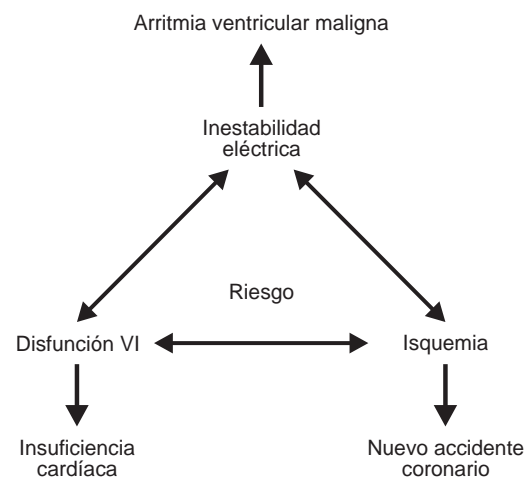 Arritmia ventricular maligna
Inestabilidad
eléctrica
Riesgo
Disfunción VI
Isquemia
Insuficiencia
cardíaca
Nuevo accidente
coronario